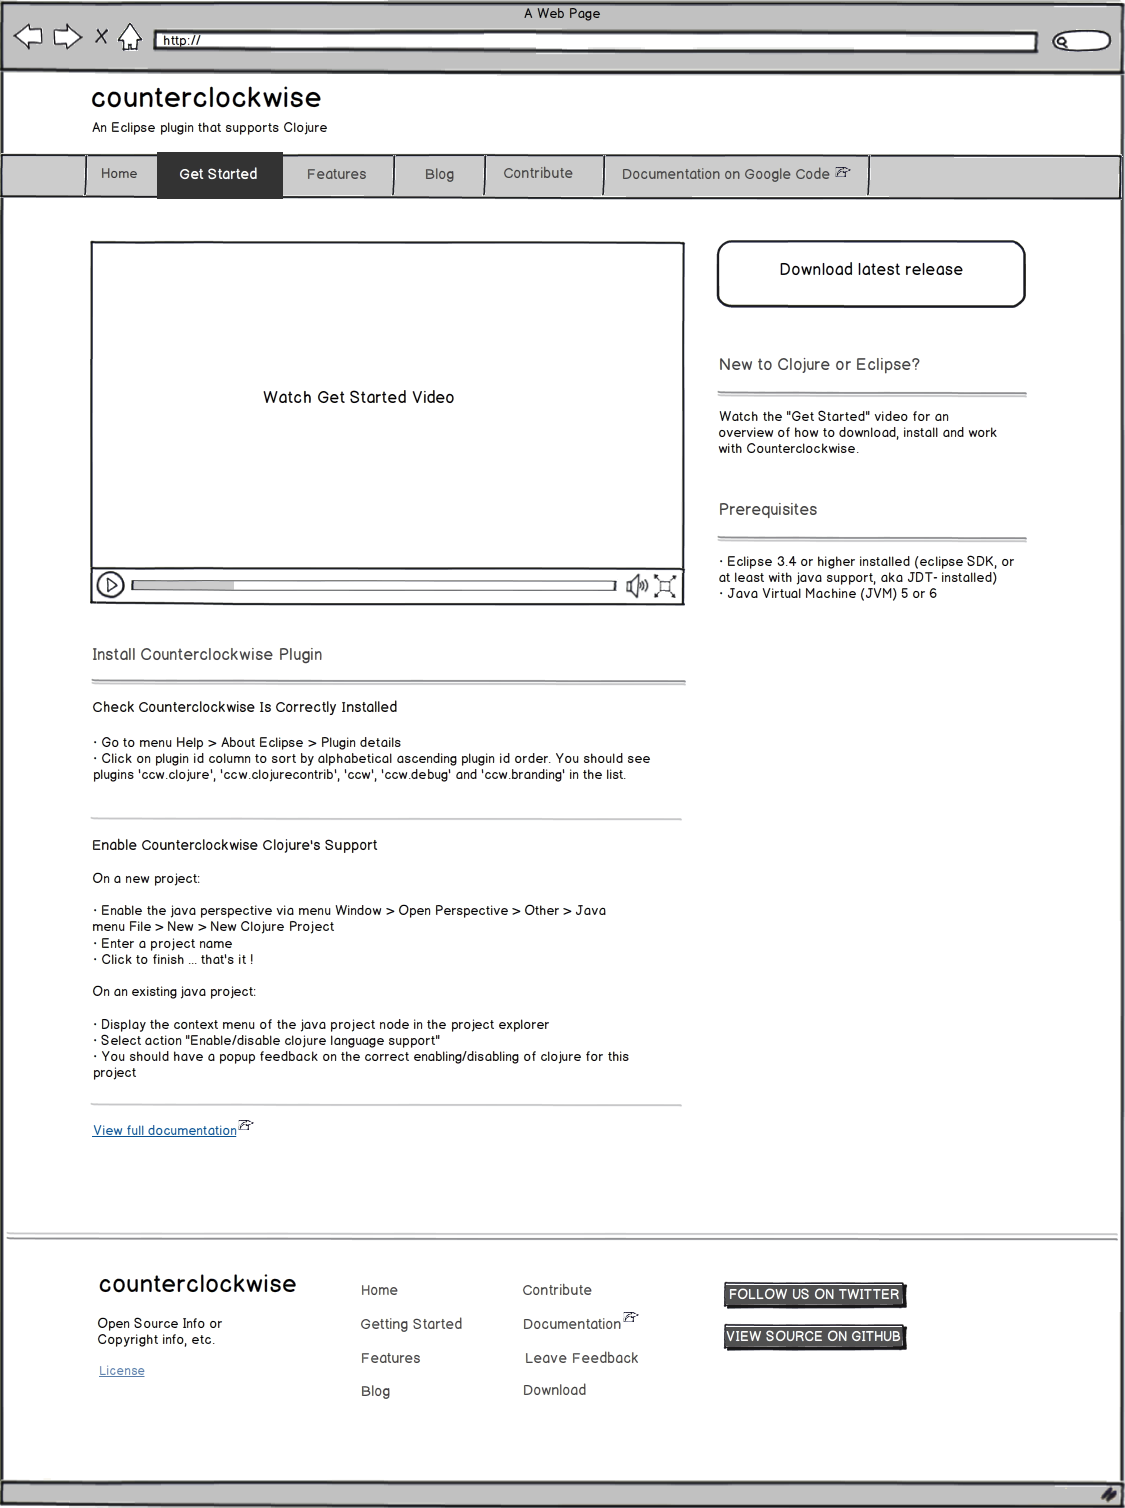 A Web Page
http://
counterclockwise
An Eclipse plugin that supports Clojure
Home
Get Started
Features
Blog
Contribute
Documentation on Google Code
Watch Get Started Video
Download latest release
New to Clojure or Eclipse?
Watch the "Get Started" video for an
overview of how to download, install and work
with Counterclockwise.
Prerequisites
· Eclipse 3.4 or higher installed (eclipse SDK, or
at least with java support, aka JDT- installed)
· Java Virtual Machine (JVM) 5 or 6
Install Counterclockwise Plugin
Check Counterclockwise Is Correctly Installed
· Go to menu Help > About Eclipse > Plugin details
· Click on plugin id column to sort by alphabetical ascending plugin id order. You should see
plugins 'ccw.clojure', 'ccw.clojurecontrib', 'ccw', 'ccw.debug' and 'ccw.branding' in the list.
Enable Counterclockwise Clojure's Support
On a new project:
· Enable the java perspective via menu Window > Open Perspective > Other > Java
menu File > New > New Clojure Project
· Enter a project name
· Click to finish ... that's it !
On an existing java project:
· Display the context menu of the java project node in the project explorer
· Select action "Enable/disable clojure language support"
· You should have a popup feedback on the correct enabling/disabling of clojure for this
project
View full documentation
counterclockwise
Open Source Info or
Copyright info, etc.
License
Home
Getting Started
Features
Blog
Contribute
Documentation
Leave Feedback
Download
FOLLOW US ON TWITTER
VIEW SOURCE ON GITHUB